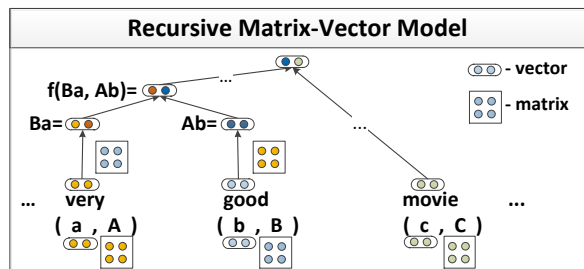 Recursive Matrix-Vector Model
... - vector
f(Ba, Ab)=
- matrix
Ba= Ab= ...
... very good movie ...
( a , A ) ( b , B ) ( c , C )